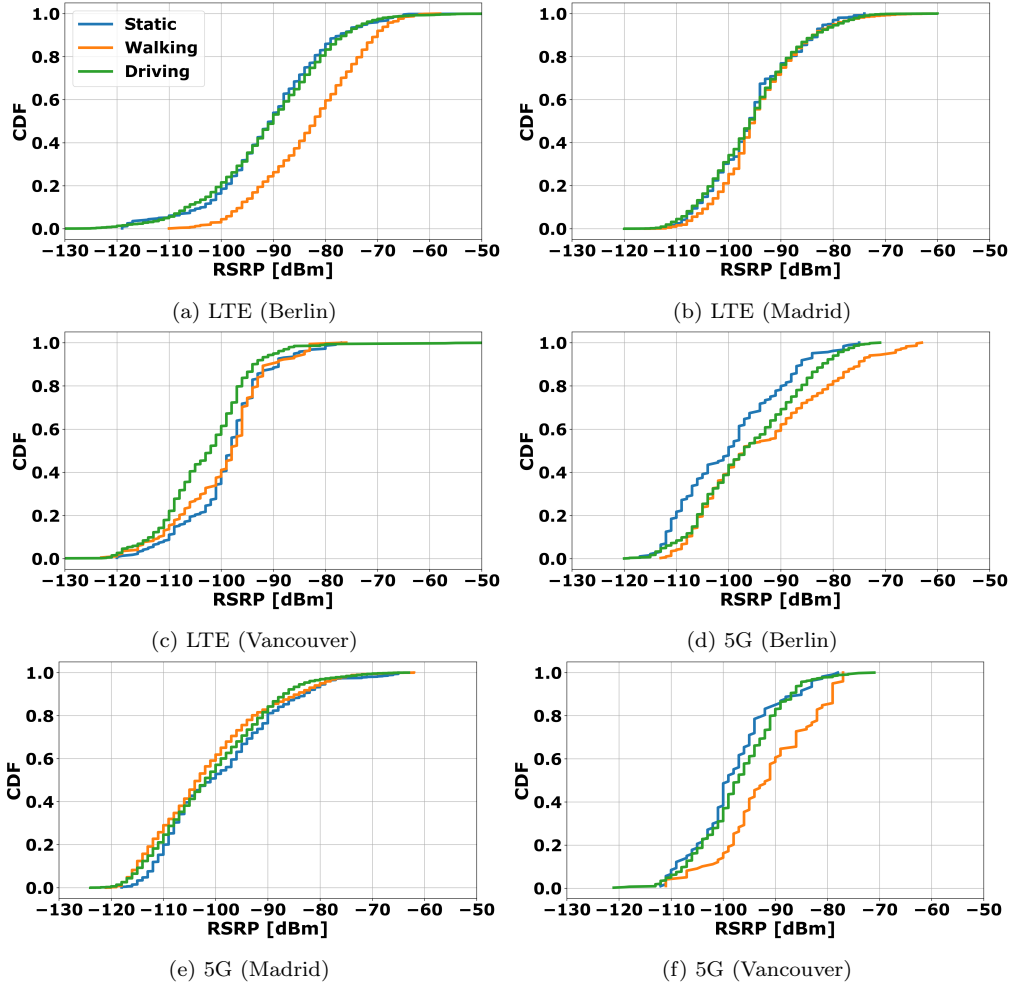 Static
Walking
Driving
CDF
1.0
0.8
0.6
0.4
0.2
0.0
−130 −120 −110 −100 −90 −80 −70 −60 −50
RSRP [dBm]
(a) LTE (Berlin)
CDF
1.0
0.8
0.6
0.4
0.2
0.0
−130 −120 −110 −100 −90 −80 −70 −60 −50
RSRP [dBm]
(b) LTE (Madrid)
CDF
1.0
0.8
0.6
0.4
0.2
0.0
−130 −120 −110 −100 −90 −80 −70 −60 −50
RSRP [dBm]
(c) LTE (Vancouver)
CDF
1.0
0.8
0.6
0.4
0.2
0.0
−130 −120 −110 −100 −90 −80 −70 −60 −50
RSRP [dBm]
(d) 5G (Berlin)
CDF
1.0
0.8
0.6
0.4
0.2
0.0
−130 −120 −110 −100 −90 −80 −70 −60 −50
RSRP [dBm]
(e) 5G (Madrid)
CDF
1.0
0.8
0.6
0.4
0.2
0.0
−130 −120 −110 −100 −90 −80 −70 −60 −50
RSRP [dBm]
(f) 5G (Vancouver)